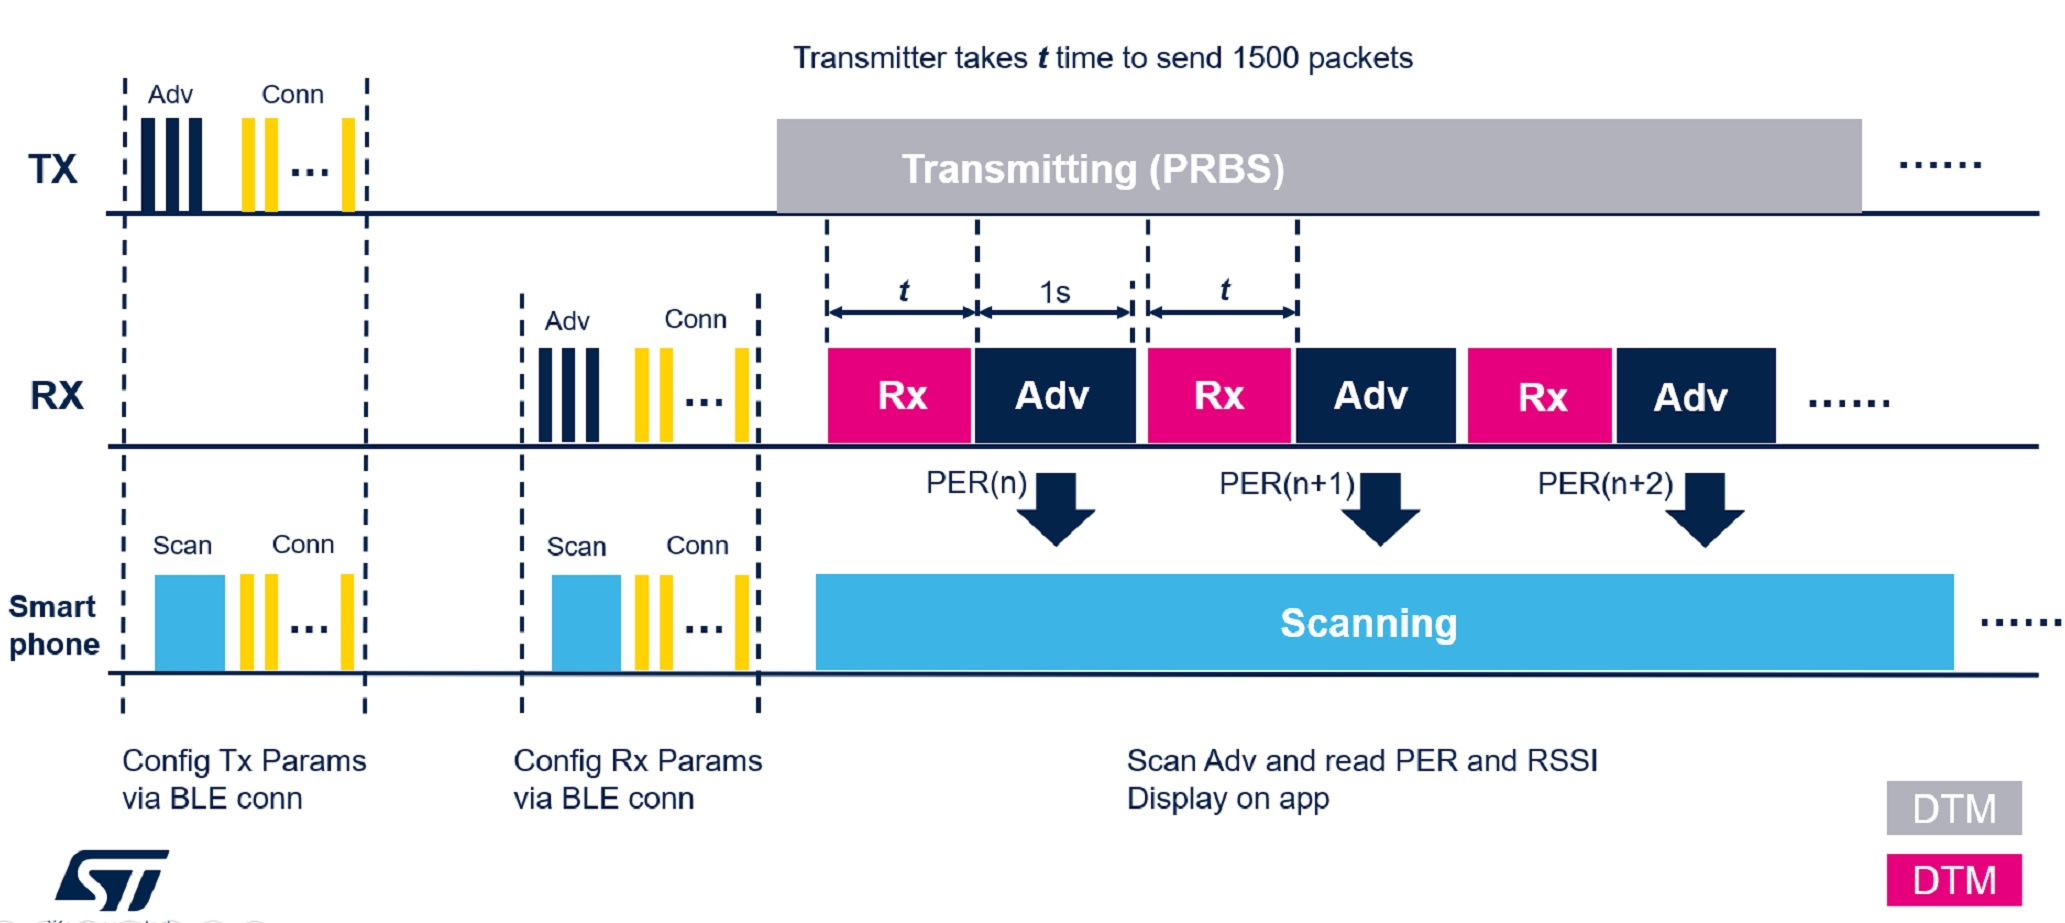 Transmitter takes t time to send 1500 packets
Adv Conn
TX ... Transmitting (PRBS) ......
t 1s t
Adv Conn
RX ... Rx Adv Rx Adv Rx Adv ......
PER(n) PER(n+1) PER(n+2)
Scan Conn Scan Conn
Smart
phone
... ... Scanning ......
Config Tx Params
via BLE conn
Config Rx Params
via BLE conn
Scan Adv and read PER and RSSI
Display on app
DTM
DTM
ST